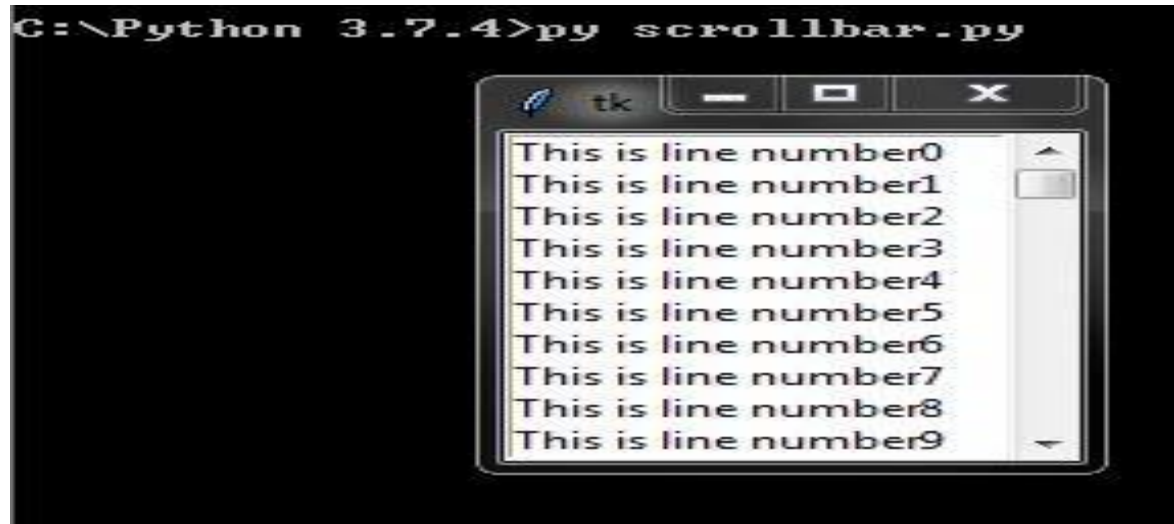 C:\Python 3.7.4>py scrollbar.py
tk
This is line number0
This is line number1
This is line number2
This is line number3
This is line number4
This is line number5
This is line number6
This is line number7
This is line number8
This is line number9